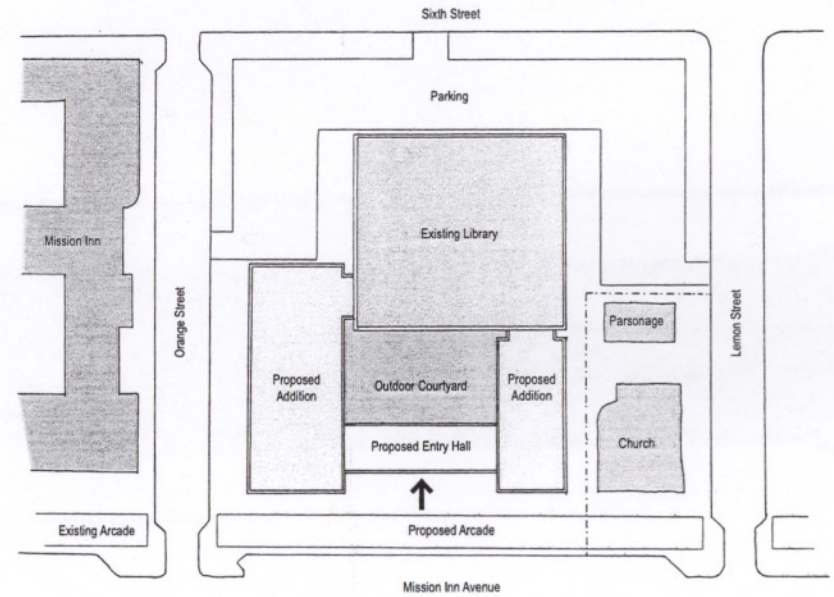 Sixth Street
Parking
Existing Library
Mission Inn
Orange Street
Lemon Street
Parsonage
Proposed
Addition
Outdoor Courtyard
Proposed
Addition
Church
Proposed Entry Hall
Existing Arcade
Proposed Arcade
Mission Inn Avenue